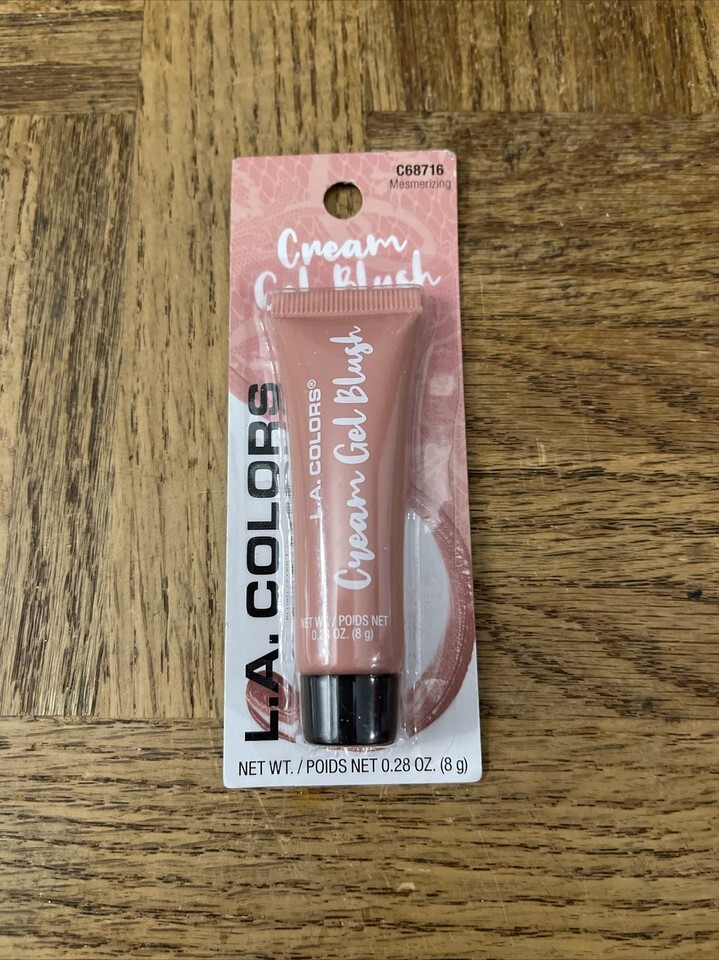 C68716
Mesmerizing
Cream
Gel Blush
L.A. COLORS
L.A. COLORS®
Cream Gel Blush
NET WT. / POIDS NET
0.28 OZ. (8 g)
NET WT. / POIDS NET 0.28 OZ. (8 g)